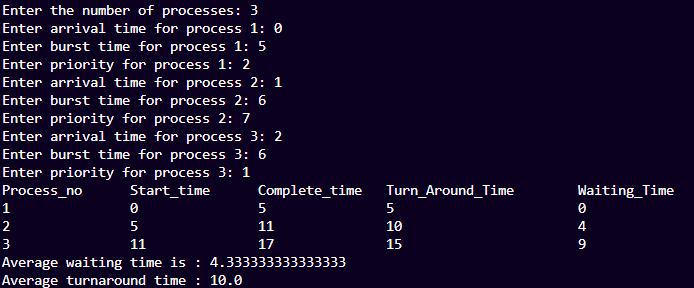 Enter the number of processes: 3
Enter arrival time for process 1: 0
Enter burst time for process 1: 5
Enter priority for process 1: 2
Enter arrival time for process 2: 1
Enter burst time for process 2: 6
Enter priority for process 2: 7
Enter arrival time for process 3: 2
Enter burst time for process 3: 6
Enter priority for process 3: 1
Process_no Start_time Complete_time Turn_Around_Time Waiting_Time
1 0 5 5 0
2 5 11 10 4
3 11 17 15 9
Average waiting time is : 4.333333333333333
Average turnaround time : 10.0